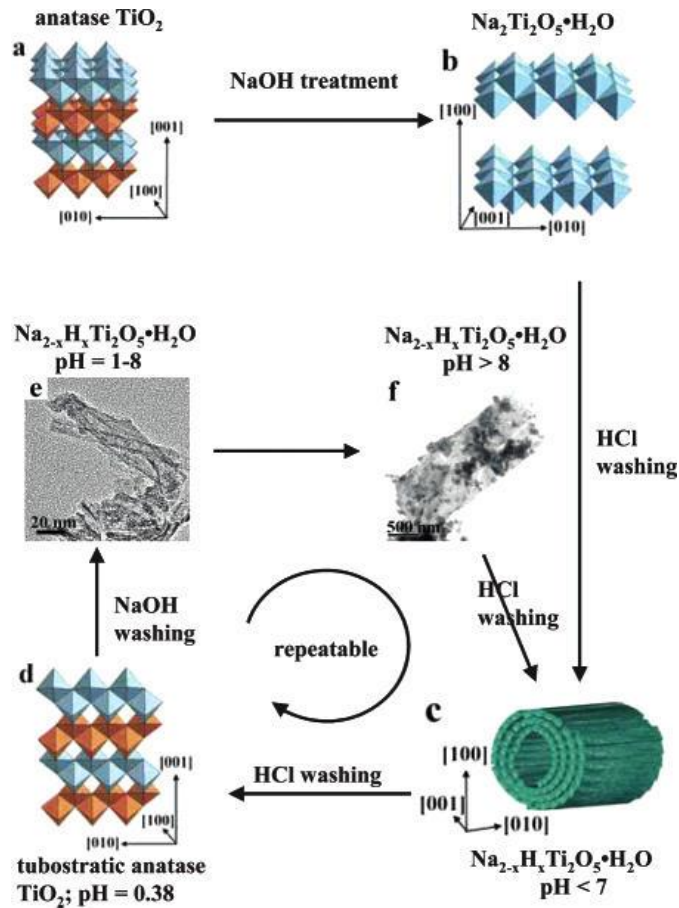 anatase TiO₂
Na₂Ti₂O₅•H₂O
a
NaOH treatment
b
[001]
[100]
[010]
[100]
[001]
[010]
Na₂₋ₓHₓTi₂O₅•H₂O
pH = 1-8
Na₂₋ₓHₓTi₂O₅•H₂O
pH > 8
e
f
HCl
washing
20 nm
500 nm
NaOH
washing
HCl
washing
repeatable
d
c
[001]
[100]
[010]
HCl washing
[100]
[001]
[010]
tubostratic anatase
TiO₂; pH = 0.38
Na₂₋ₓHₓTi₂O₅•H₂O
pH < 7